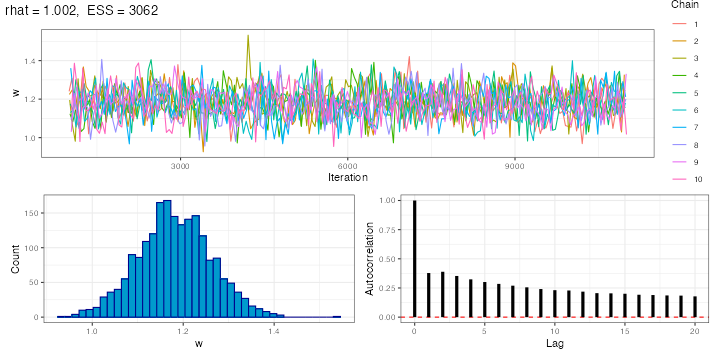 rhat = 1.002, ESS = 3062
Chain
1
2
3
4
5
6
7
8
9
10
w
1.4
1.2
1.0
3000 6000 9000
Iteration
Count
150
100
50
0
1.0 1.2 1.4
w
Autocorrelation
1.00
0.75
0.50
0.25
0.00
0 5 10 15 20
Lag